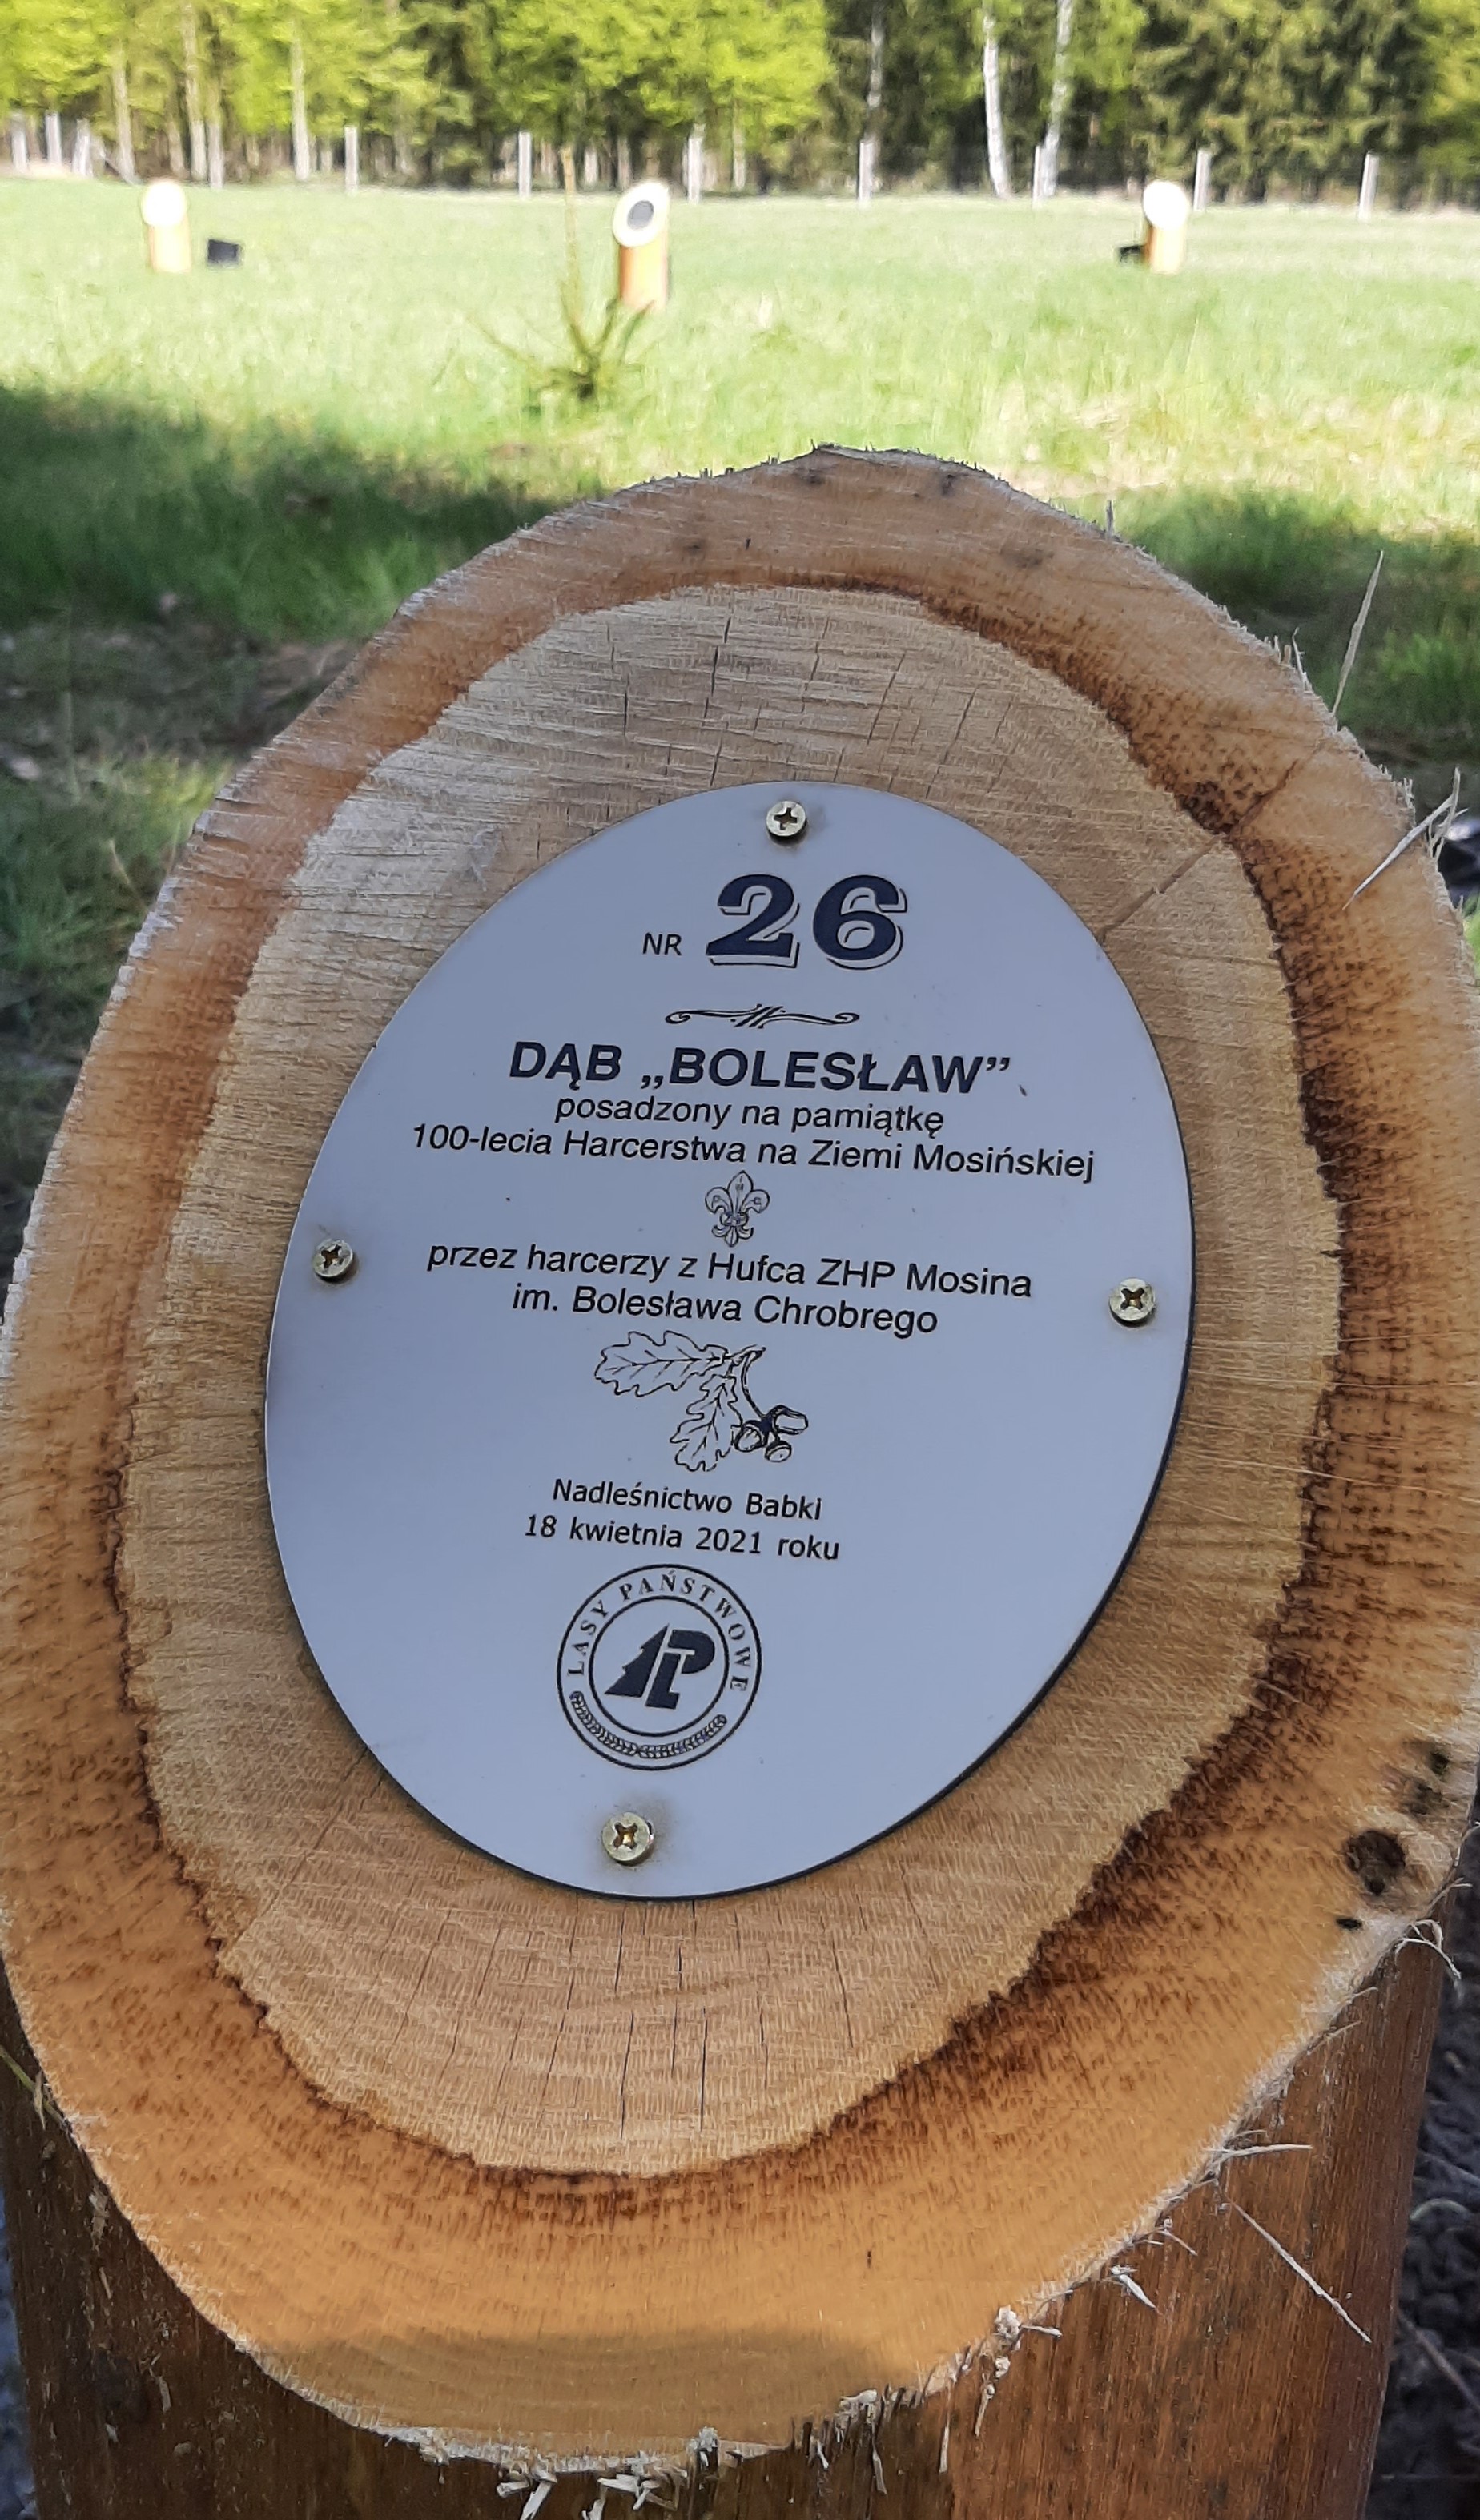 NR 26
DĄB „BOLESŁAW”
posadzony na pamiątkę
100-lecia Harcerstwa na Ziemi Mosińskiej
przez harcerzy z Hufca ZHP Mosina
im. Bolesława Chrobrego
Nadleśnictwo Babki
18 kwietnia 2021 roku
LASY PAŃSTWOWE
LP